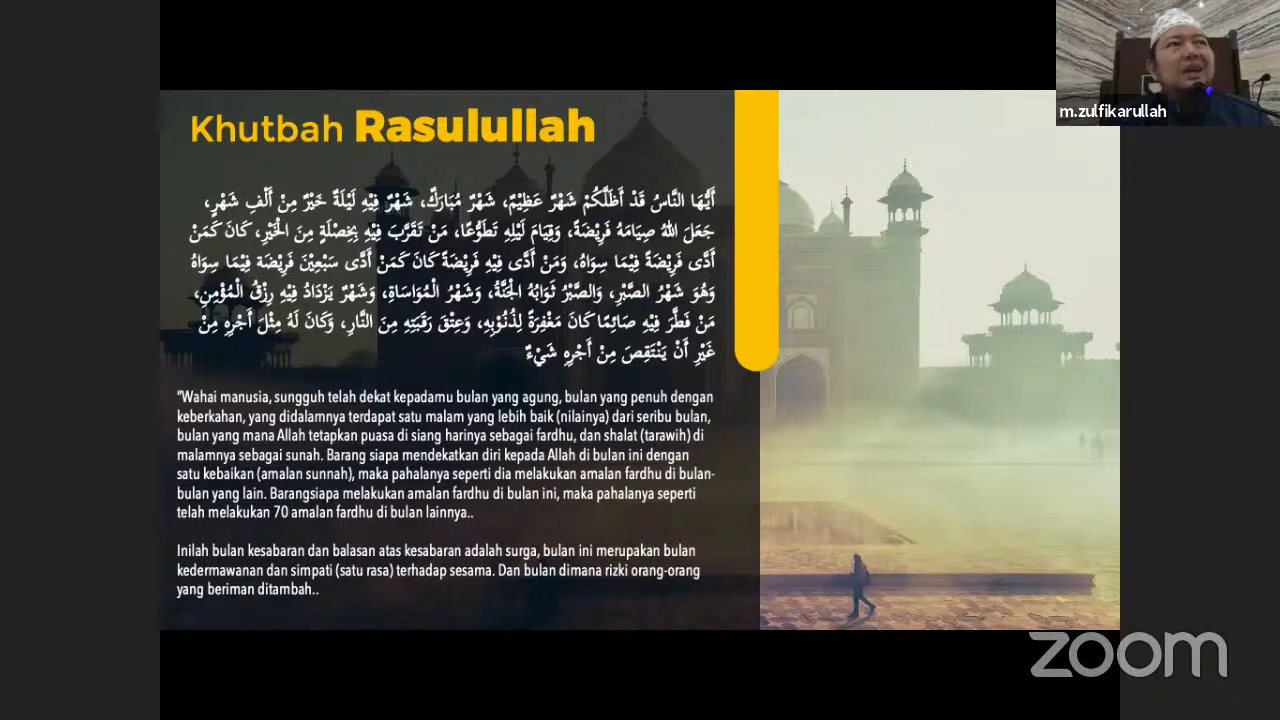 m.zulfikarullah
Khutbah Rasulullah
أَيُّهَا النَّاسُ قَدْ أَظَلَّكُمْ شَهْرٌ عَظِيْمٌ، شَهْرٌ مُبَارَكٌ، شَهْرٌ فِيْهِ لَيْلَةٌ خَيْرٌ مِنْ أَلْفِ شَهْرٍ،
جَعَلَ اللهُ صِيَامَهُ فَرِيْضَةً، وَقِيَامَ لَيْلِهِ تَطَوُّعًا، مَنْ تَقَرَّبَ فِيْهِ بِخِصْلَةٍ مِنَ الْخَيْرِ، كَانَ كَمَنْ
أَدَّى فَرِيْضَةً فِيْمَا سِوَاهُ، وَمَنْ أَدَّى فِيْهِ فَرِيْضَةً كَانَ كَمَنْ أَدَّى سَبْعِيْنَ فَرِيْضَة فِيْمَا سِوَاهُ
وَهُوَ شَهْرُ الصَّبْرِ، وَالصَّبْرُ ثَوَابُهُ الْجَنَّةُ، وَشَهْرُ الْمُوَاسَاةِ، وَشَهْرٌ يَزْدَادُ فِيْهِ رِزْقُ الْمُؤْمِنِ،
مَنْ فَطَّرَ فِيْهِ صَائِمًا كَانَ مَغْفِرَةً لِذُنُوْبِهِ، وَعِتْقَ رَقَبَتِهِ مِنَ النَّارِ، وَكَانَ لَهُ مِثْلَ أَجْرِهِ مِنْ
غَيْرِ أَنْ يَنْتَقِصَ مِنْ أَجْرِهِ شَيْءٌ
"Wahai manusia, sungguh telah dekat kepadamu bulan yang agung, bulan yang penuh dengan
keberkahan, yang didalamnya terdapat satu malam yang lebih baik (nilainya) dari seribu bulan,
bulan yang mana Allah tetapkan puasa di siang harinya sebagai fardhu, dan shalat (tarawih) di
malamnya sebagai sunah. Barang siapa mendekatkan diri kepada Allah di bulan ini dengan
satu kebaikan (amalan sunnah), maka pahalanya seperti dia melakukan amalan fardhu di bulan-
bulan yang lain. Barangsiapa melakukan amalan fardhu di bulan ini, maka pahalanya seperti
telah melakukan 70 amalan fardhu di bulan lainnya..
Inilah bulan kesabaran dan balasan atas kesabaran adalah surga, bulan ini merupakan bulan
kedermawanan dan simpati (satu rasa) terhadap sesama. Dan bulan dimana rizki orang-orang
yang beriman ditambah..
zoom